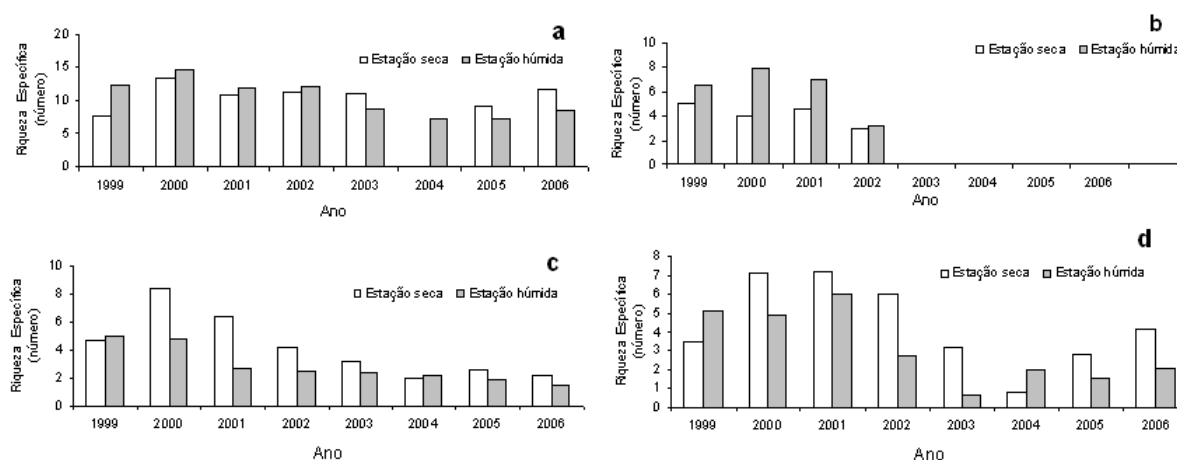 a
20
15
10
5
0
Riqueza Específica
(número)
Estação seca
Estação húmida
1999 2000 2001 2002 2003 2004 2005 2006
Ano
b
10
8
6
4
2
0
Riqueza Específica
(número)
Estação seca
Estação húmida
1999 2000 2001 2002 2003 2004 2005 2006
Ano
c
10
8
6
4
2
0
Riqueza Específica
(número)
Estação seca
Estação húmida
1999 2000 2001 2002 2003 2004 2005 2006
Ano
d
8
7
6
5
4
3
2
1
0
Riqueza Específica
(número)
Estação seca
Estação húmida
1999 2000 2001 2002 2003 2004 2005 2006
Ano